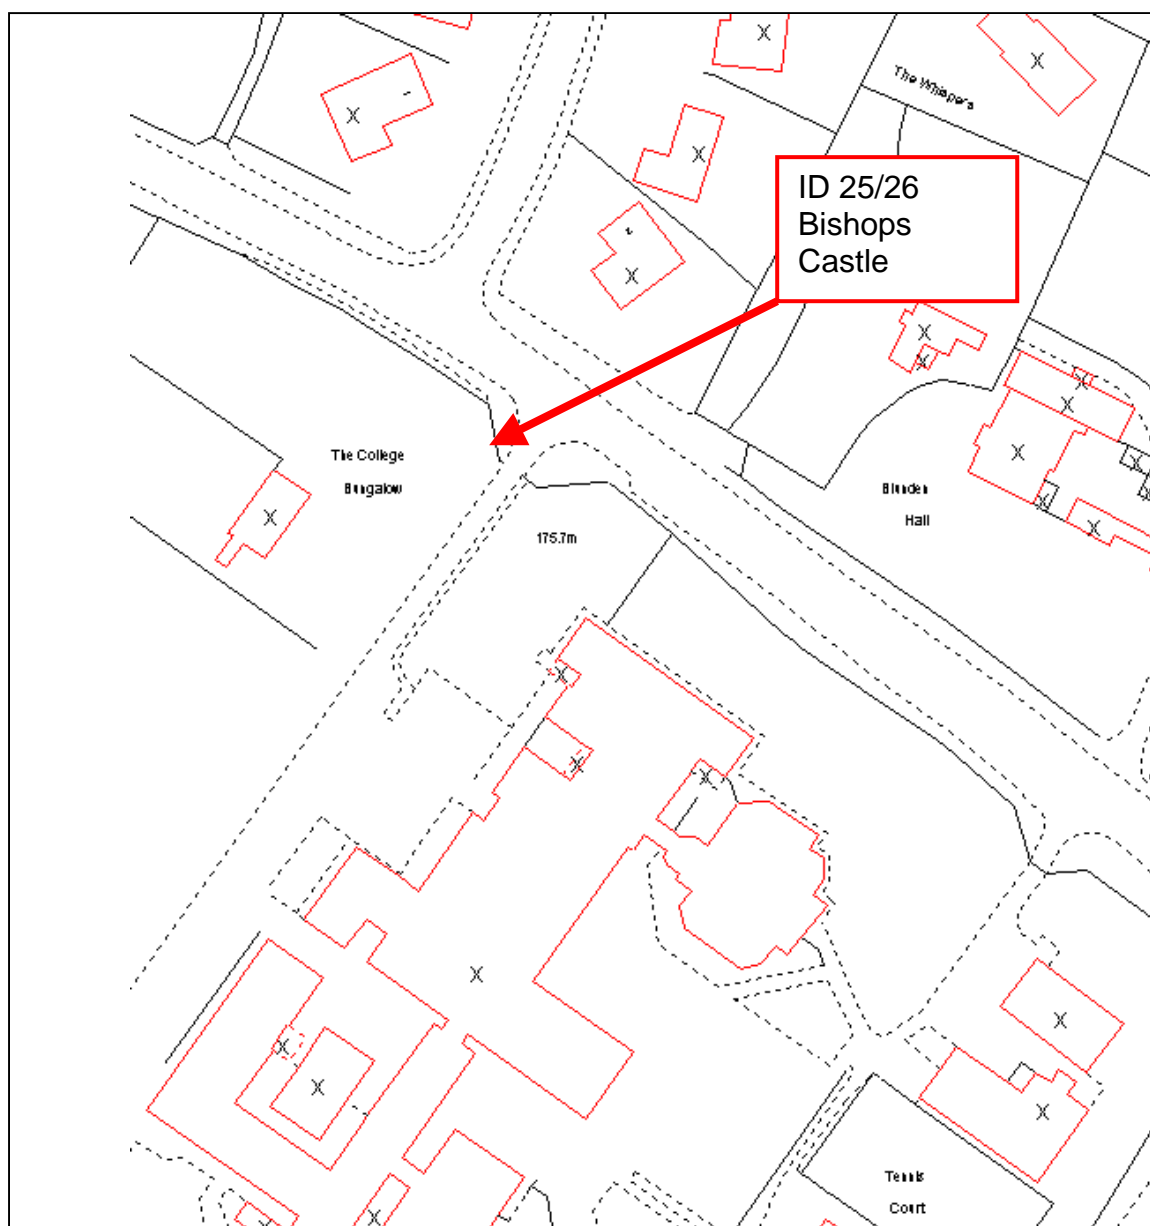 The Whispers
ID 25/26
Bishops
Castle
The College
Bungalow
Blunden
Hall
175.7m
Tennis
Court